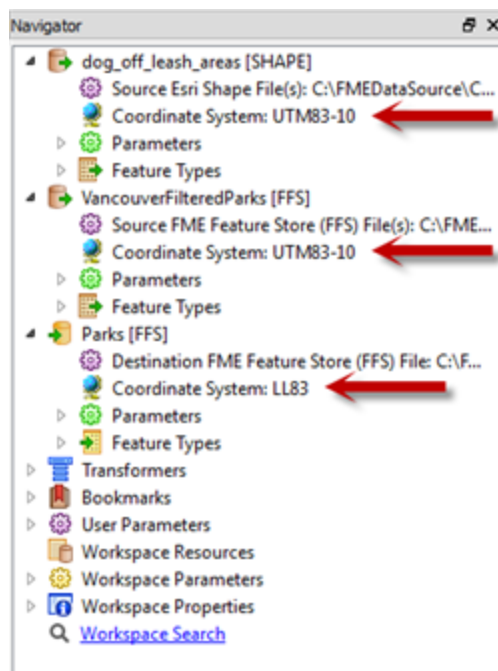 Navigator
dog_off_leash_areas [SHAPE]
Source Esri Shape File(s): C:\FMEDataSource\C...
Coordinate System: UTM83-10
Parameters
Feature Types
VancouverFilteredParks [FFS]
Source FME Feature Store (FFS) File(s): C:\FME...
Coordinate System: UTM83-10
Parameters
Feature Types
Parks [FFS]
Destination FME Feature Store (FFS) File: C:\F...
Coordinate System: LL83
Parameters
Feature Types
Transformers
Bookmarks
User Parameters
Workspace Resources
Workspace Parameters
Workspace Properties
Workspace Search